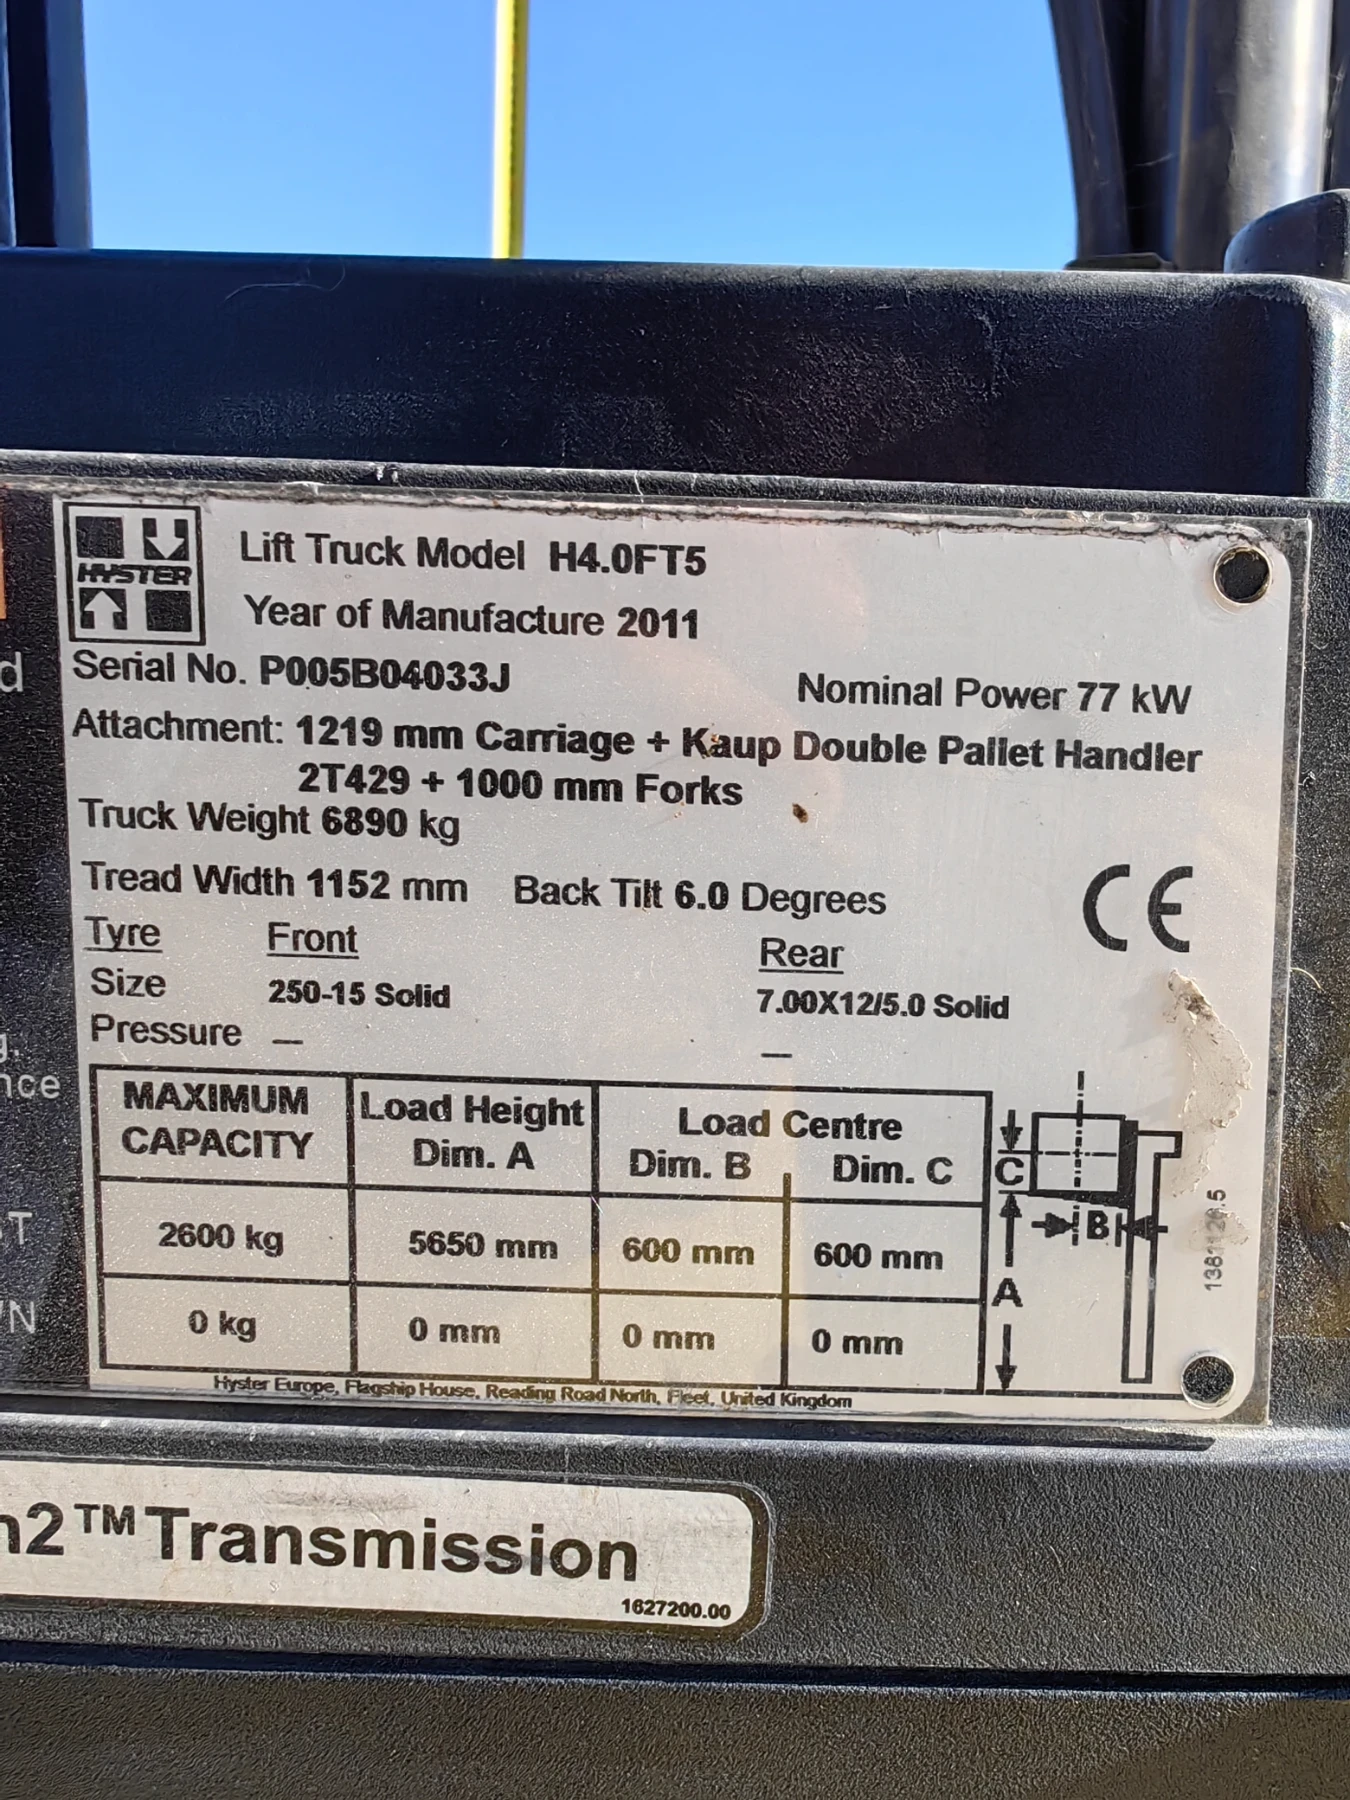 HYSTER
Lift Truck Model H4.0FT5
Year of Manufacture 2011
Serial No. P005B04033J
Nominal Power 77 kW
Attachment: 1219 mm Carriage + Kaup Double Pallet Handler
2T429 + 1000 mm Forks
Truck Weight 6890 kg
Tread Width 1152 mm Back Tilt 6.0 Degrees
CE
Tyre Front Rear
Size 250-15 Solid 7.00X12/5.0 Solid
Pressure — —
MAXIMUM CAPACITY Load Height Dim. A Load Centre Dim. B Dim. C
2600 kg 5650 mm 600 mm 600 mm
0 kg 0 mm 0 mm 0 mm
C
B
A
Hyster Europe, Flagship House, Reading Road North, Fleet, United Kingdom
2™ Transmission
1627200.00